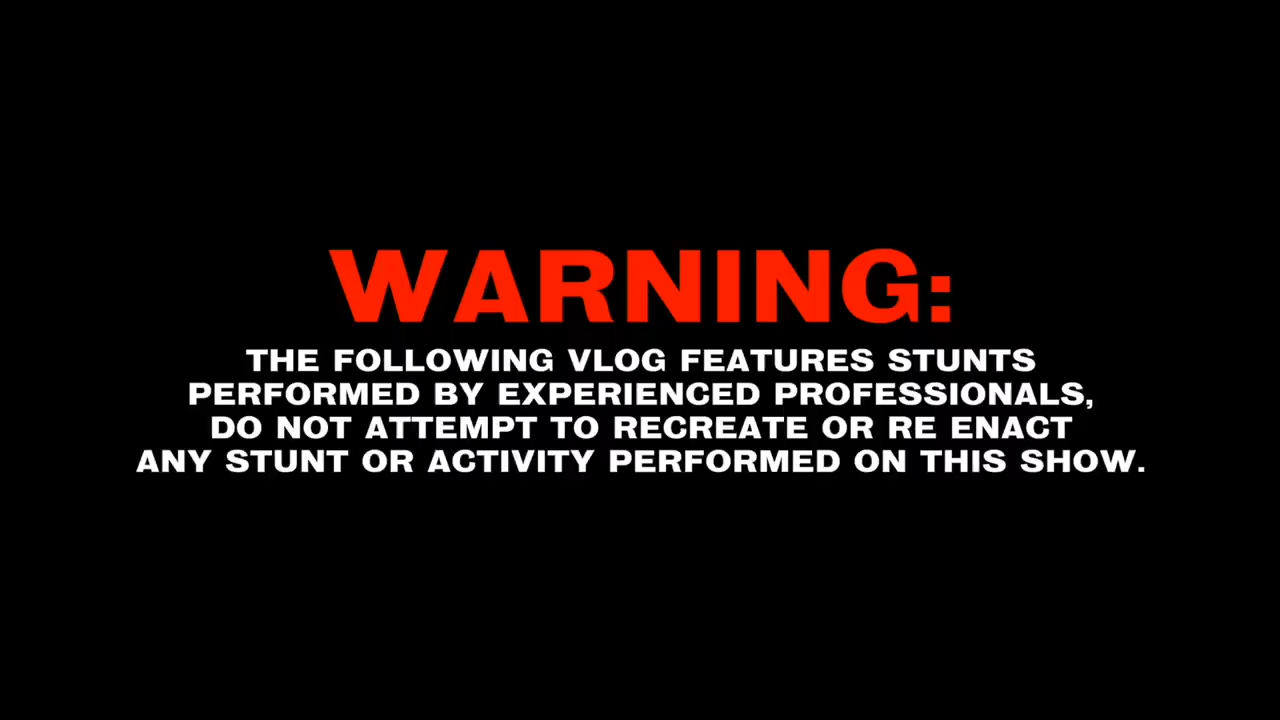 WARNING:
THE FOLLOWING VLOG FEATURES STUNTS
PERFORMED BY EXPERIENCED PROFESSIONALS,
DO NOT ATTEMPT TO RECREATE OR RE ENACT
ANY STUNT OR ACTIVITY PERFORMED ON THIS SHOW.